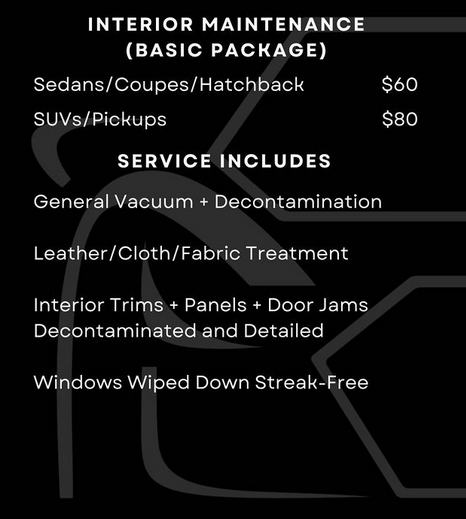 INTERIOR MAINTENANCE
(BASIC PACKAGE)
Sedans/Coupes/Hatchback $60
SUVs/Pickups $80
SERVICE INCLUDES
General Vacuum + Decontamination
Leather/Cloth/Fabric Treatment
Interior Trims + Panels + Door Jams
Decontaminated and Detailed
Windows Wiped Down Streak-Free